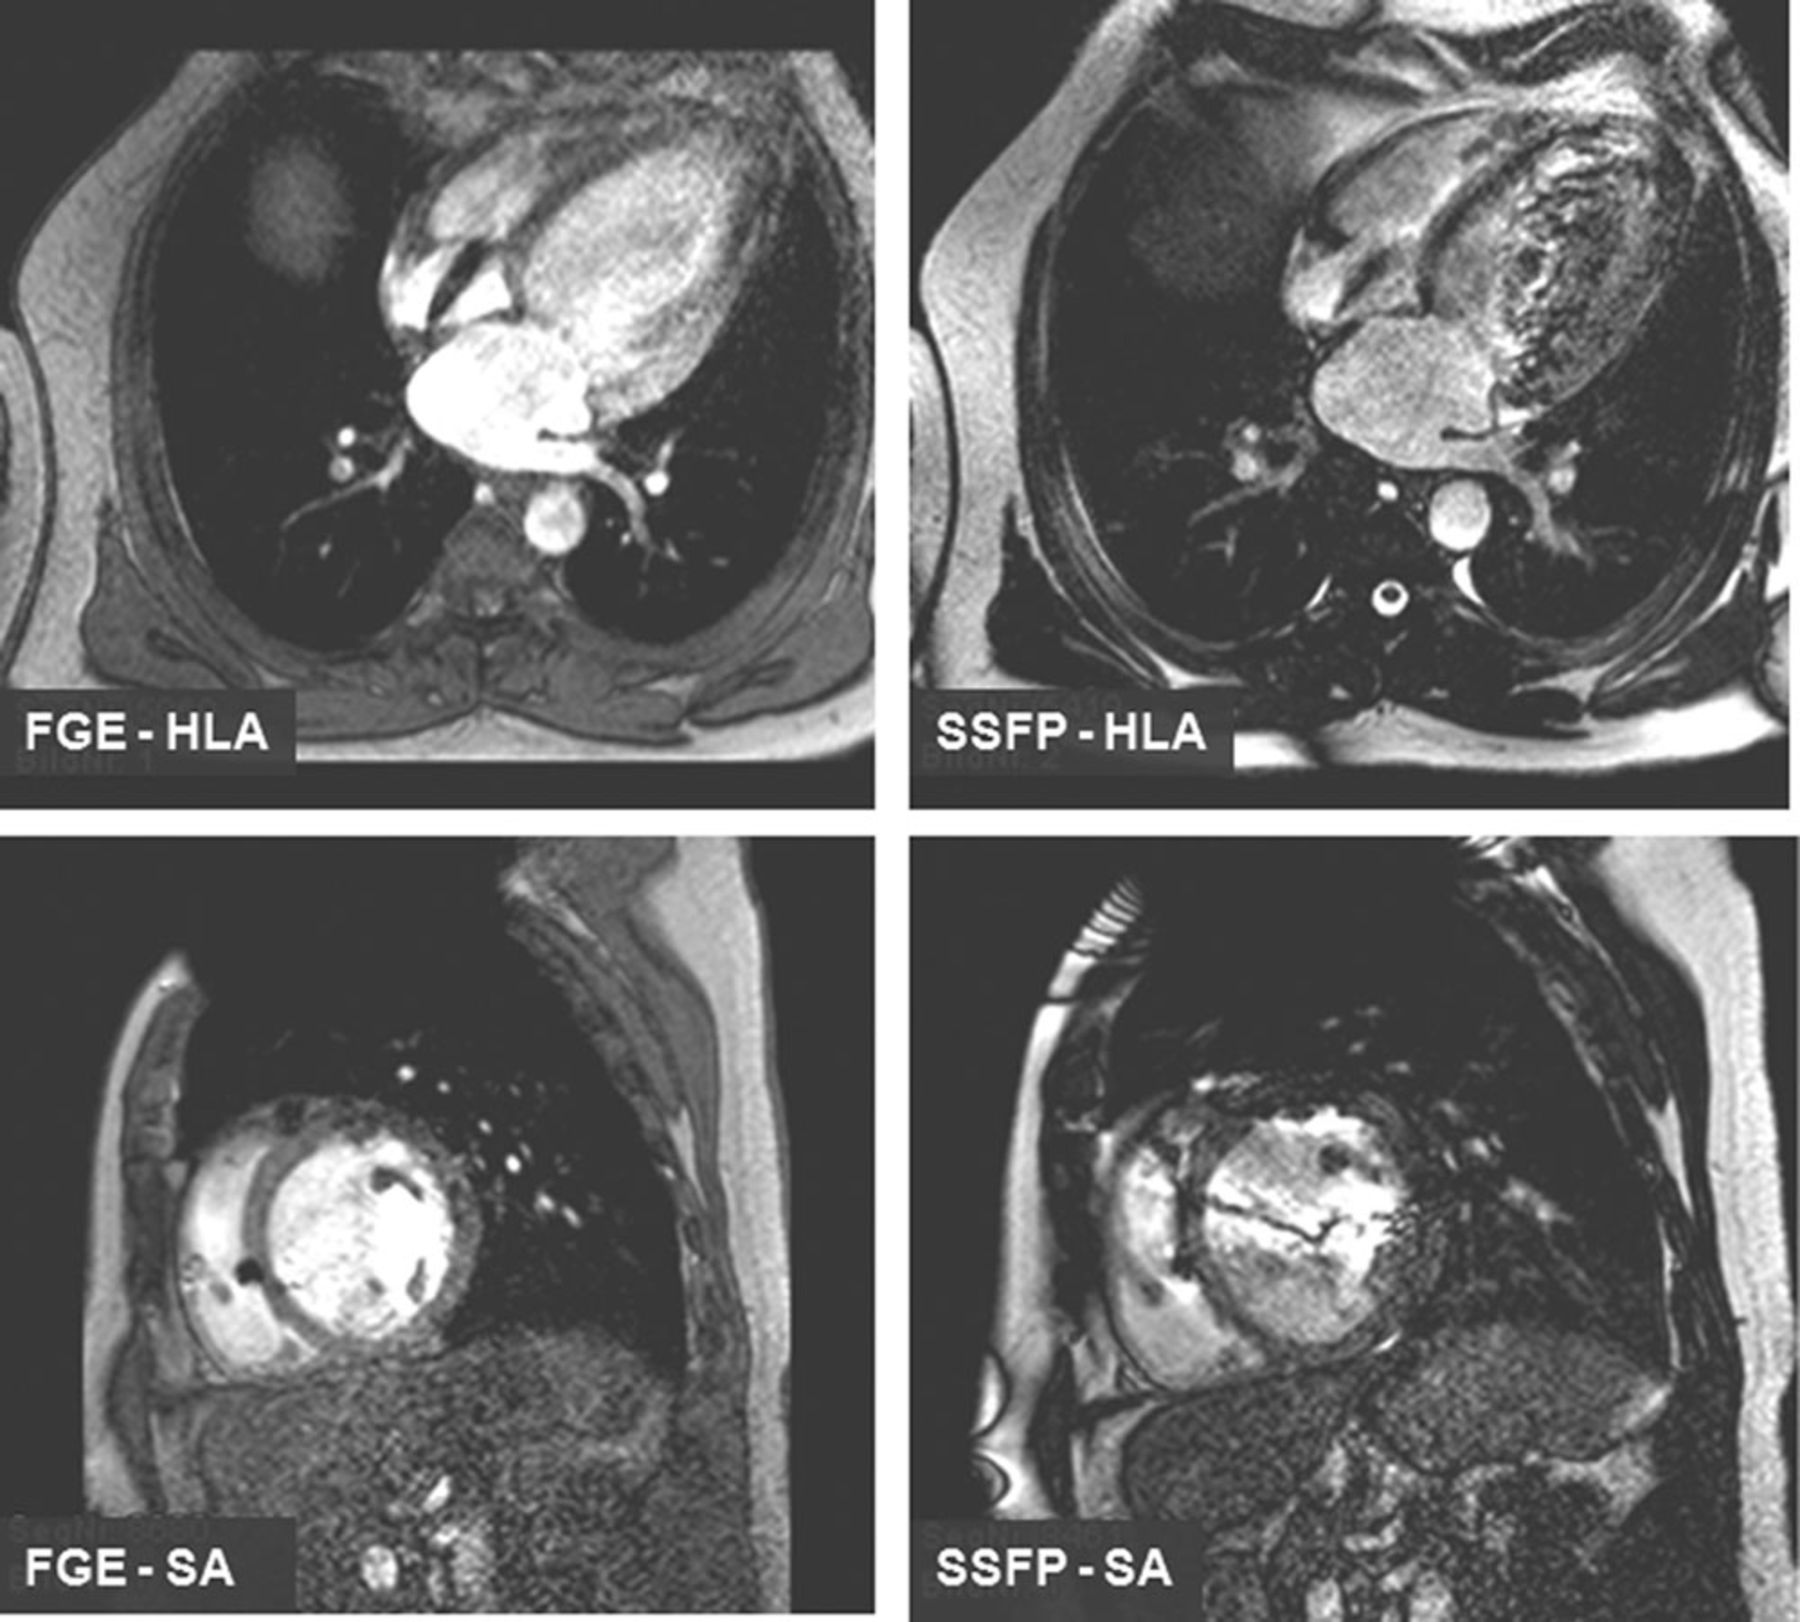 FGE - HLA
SSFP - HLA
FGE - SA
SSFP - SA